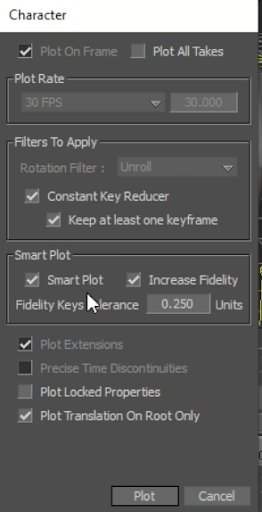 Character
Plot On Frame Plot All Takes
Plot Rate
30 FPS 30.000
Filters To Apply
Rotation Filter : Unroll
Constant Key Reducer
Keep at least one keyframe
Smart Plot
Smart Plot Increase Fidelity
Fidelity Keys lerance 0.250 Units
Plot Extensions
Precise Time Discontinuities
Plot Locked Properties
Plot Translation On Root Only
Plot Cancel